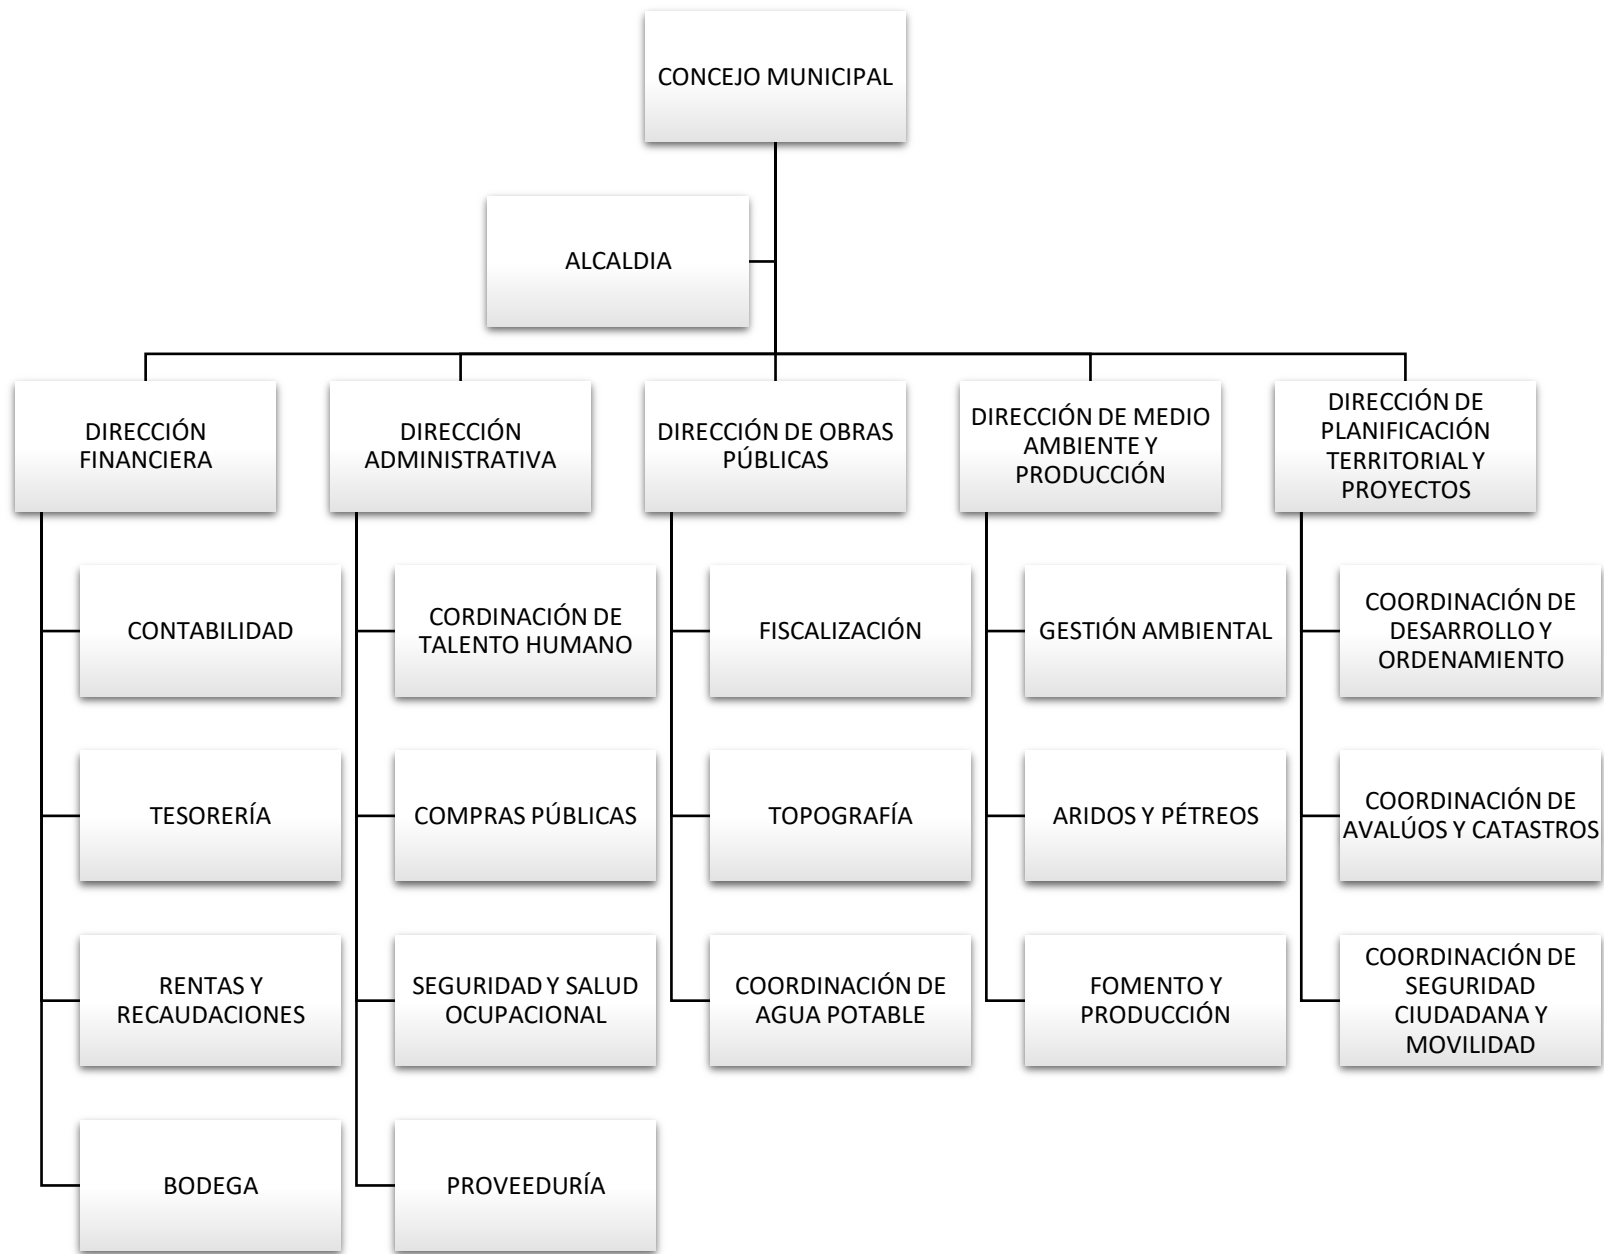 CONCEJO MUNICIPAL
ALCALDIA
DIRECCIÓN
FINANCIERA
DIRECCIÓN
ADMINISTRATIVA
DIRECCIÓN DE OBRAS
PÚBLICAS
DIRECCIÓN DE MEDIO
AMBIENTE Y
PRODUCCIÓN
DIRECCIÓN DE
PLANIFICACIÓN
TERRITORIAL Y
PROYECTOS
CONTABILIDAD
CORDINACIÓN DE
TALENTO HUMANO
FISCALIZACIÓN
GESTIÓN AMBIENTAL
COORDINACIÓN DE
DESARROLLO Y
ORDENAMIENTO
TESORERÍA
COMPRAS PÚBLICAS
TOPOGRAFÍA
ARIDOS Y PÉTREOS
COORDINACIÓN DE
AVALÚOS Y CATASTROS
RENTAS Y
RECAUDACIONES
SEGURIDAD Y SALUD
OCUPACIONAL
COORDINACIÓN DE
AGUA POTABLE
FOMENTO Y
PRODUCCIÓN
COORDINACIÓN DE
SEGURIDAD
CIUDADANA Y
MOVILIDAD
BODEGA
PROVEEDURÍA